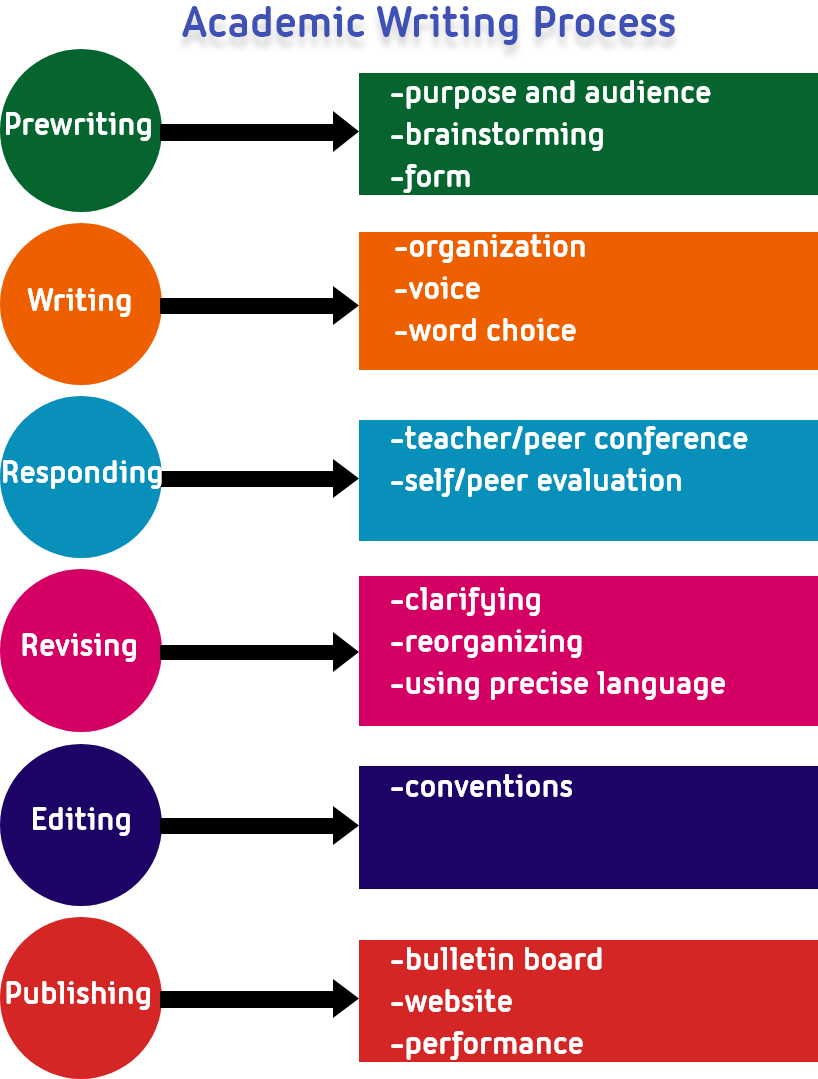 Academic Writing Process
Prewriting
-purpose and audience
-brainstorming
-form
Writing
-organization
-voice
-word choice
Responding
-teacher/peer conference
-self/peer evaluation
Revising
-clarifying
-reorganizing
-using precise language
Editing
-conventions
Publishing
-bulletin board
-website
-performance